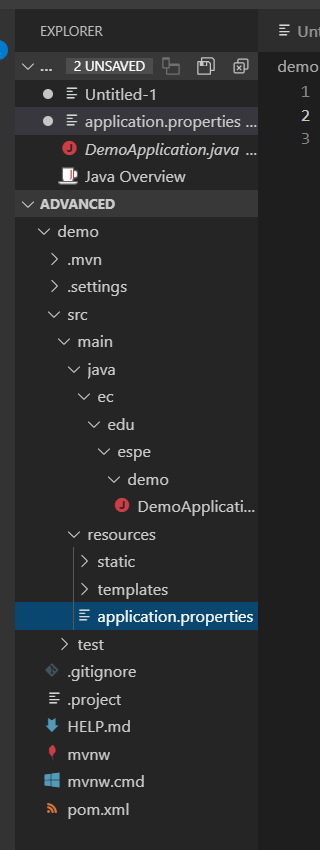 EXPLORER
Unt
... 2 UNSAVED
Untitled-1
application.properties ...
DemoApplication.java ...
Java Overview
ADVANCED
demo
.mvn
.settings
src
main
java
ec
edu
espe
demo
DemoApplicati...
resources
static
templates
application.properties
test
.gitignore
.project
HELP.md
mvnw
mvnw.cmd
pom.xml
demo
1
2
3